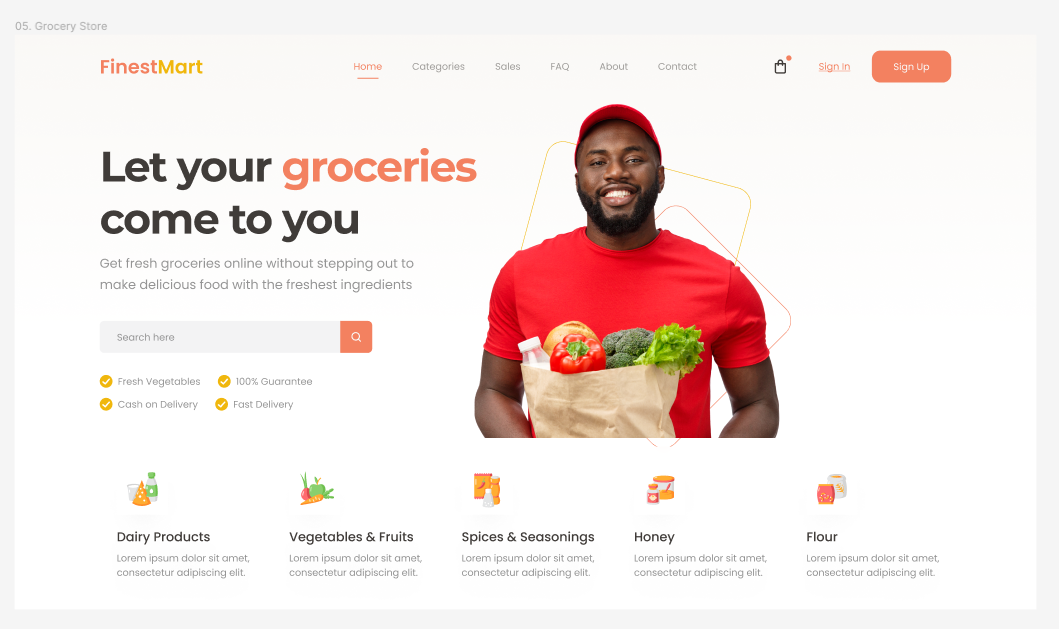 05. Grocery Store
FinestMart
Home Categories Sales FAQ About Contact Sign In Sign Up
Let your groceries
come to you
Get fresh groceries online without stepping out to
make delicious food with the freshest ingredients
Search here
Fresh Vegetables 100% Guarantee
Cash on Delivery Fast Delivery
Dairy Products
Lorem ipsum dolor sit amet,
consectetur adipiscing elit.
Vegetables & Fruits
Lorem ipsum dolor sit amet,
consectetur adipiscing elit.
Spices & Seasonings
Lorem ipsum dolor sit amet,
consectetur adipiscing elit.
Honey
Lorem ipsum dolor sit amet,
consectetur adipiscing elit.
Flour
Lorem ipsum dolor sit amet,
consectetur adipiscing elit.